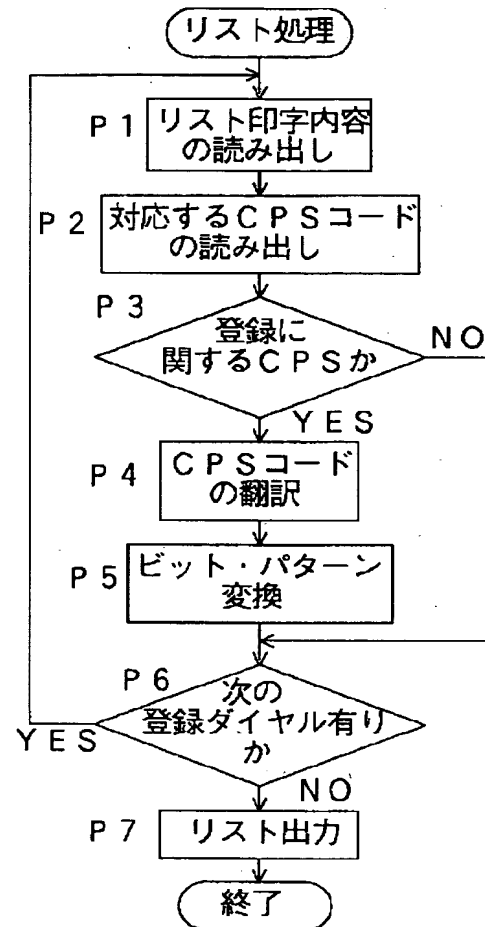 リスト処理
P1
リスト印字内容
の読み出し
P2
対応するCPSコード
の読み出し
P3
登録に
関するCPSか
NO
YES
P4
CPSコード
の翻訳
P5
ビット・パターン
変換
P6
次の
登録ダイヤル有り
か
YES
NO
P7
リスト出力
終了